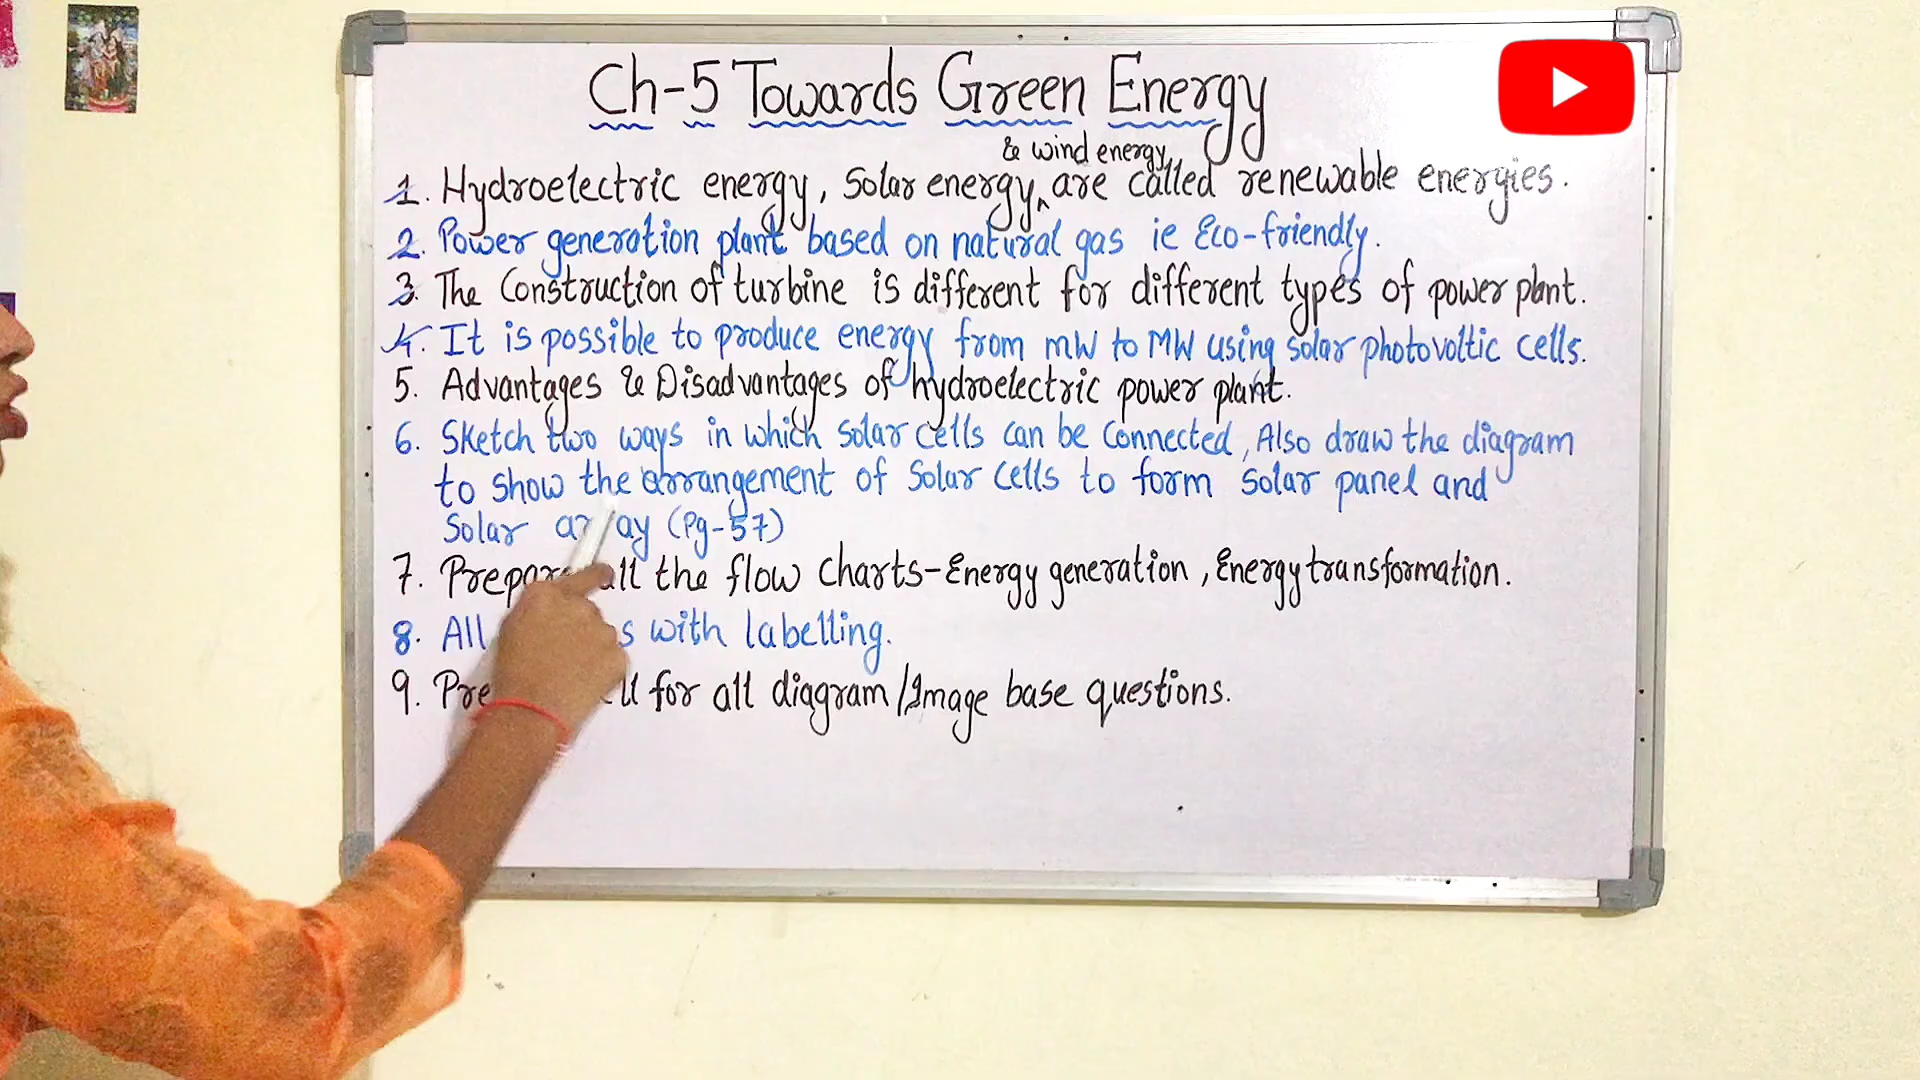 Ch-5 Towards Green Energy
& wind energy
1. Hydroelectric energy, Solar energy ^ are called renewable energies.
2. Power generation plant based on natural gas ie Eco-friendly.
3. The Construction of turbine is different for different types of power plant.
4. It is possible to produce energy from mW to MW using solar photovoltic cells.
5. Advantages & Disadvantages of hydroelectric power plant.
6. Sketch two ways in which Solar cells can be Connected, Also draw the diagram
to show the arrangement of Solar Cells to form Solar panel and
Solar array (Pg-57)
7. all the flow Charts-Energy generation, Energy transformation.
8. All with labelling.
9. for all diagram/Image base questions.